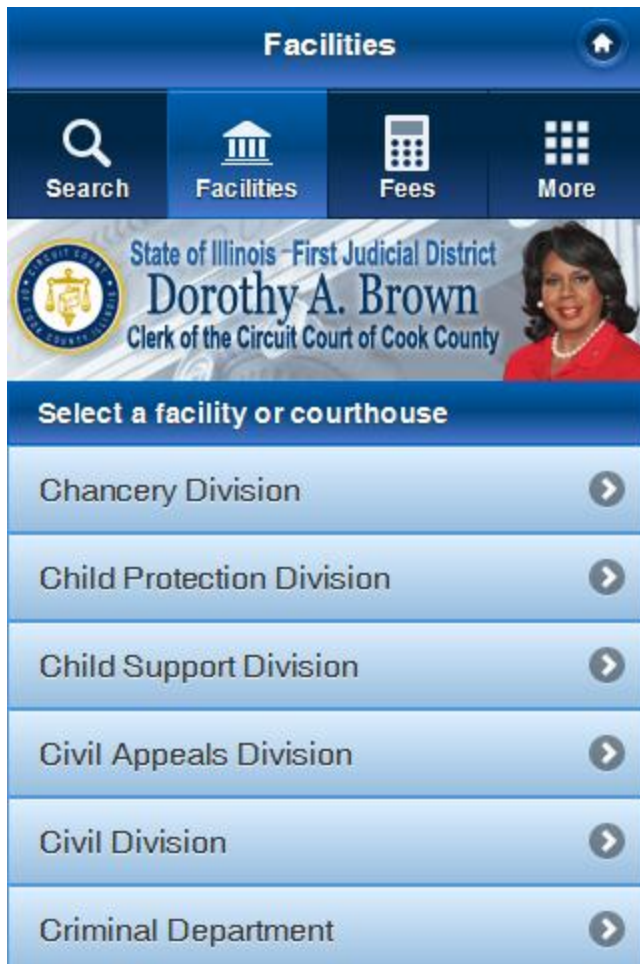 Facilities
Search Facilities Fees More
State of Illinois - First Judicial District
Dorothy A. Brown
Clerk of the Circuit Court of Cook County
Select a facility or courthouse
Chancery Division
Child Protection Division
Child Support Division
Civil Appeals Division
Civil Division
Criminal Department